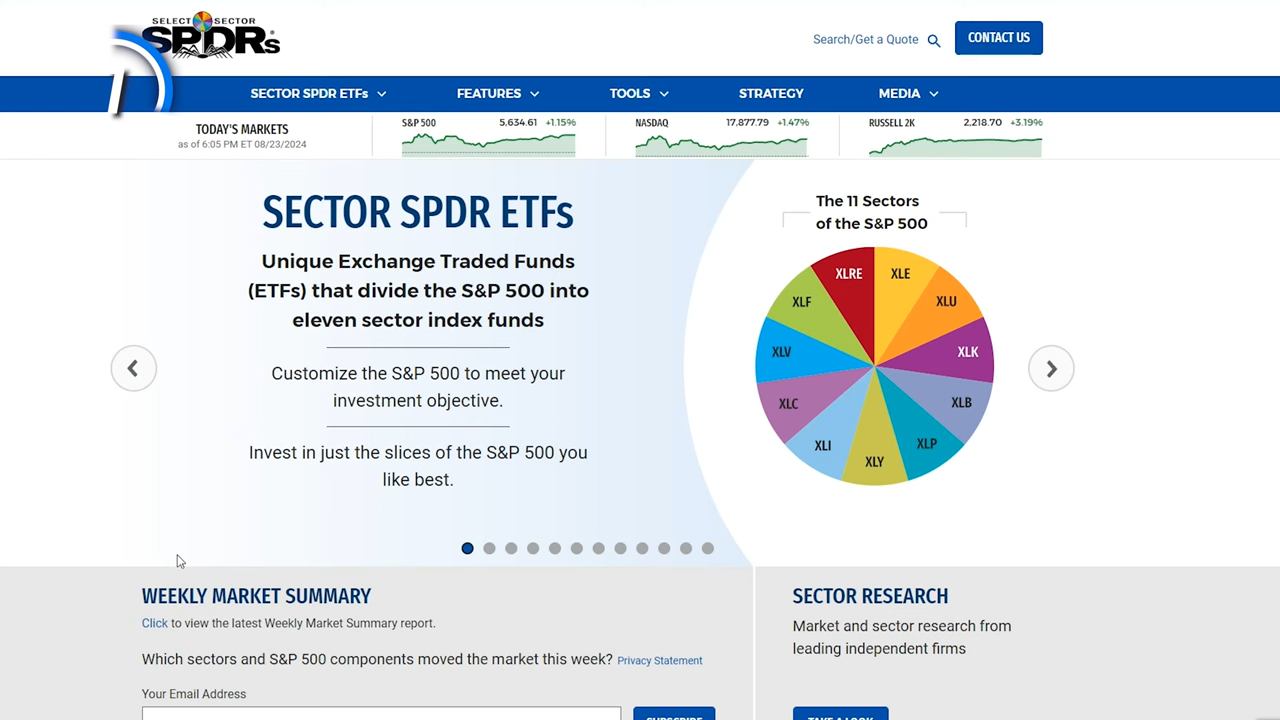 SELECT SECTOR
SPDRs
Search/Get a Quote
CONTACT US
SECTOR SPDR ETFs
FEATURES
TOOLS
STRATEGY
MEDIA
TODAY'S MARKETS
as of 6:05 PM ET 08/23/2024
S&P 500 5,634.61 +1.15%
NASDAQ 17,877.79 +1.47%
RUSSELL 2K 2,218.70 +3.19%
SECTOR SPDR ETFs
Unique Exchange Traded Funds
(ETFs) that divide the S&P 500 into
eleven sector index funds
Customize the S&P 500 to meet your
investment objective.
Invest in just the slices of the S&P 500 you
like best.
The 11 Sectors
of the S&P 500
XLRE
XLE
XLF
XLU
XLV
XLK
XLC
XLB
XLI
XLP
XLY
WEEKLY MARKET SUMMARY
Click to view the latest Weekly Market Summary report.
Which sectors and S&P 500 components moved the market this week? Privacy Statement
Your Email Address
SUBSCRIBE
SECTOR RESEARCH
Market and sector research from
leading independent firms
TAKE A LOOK